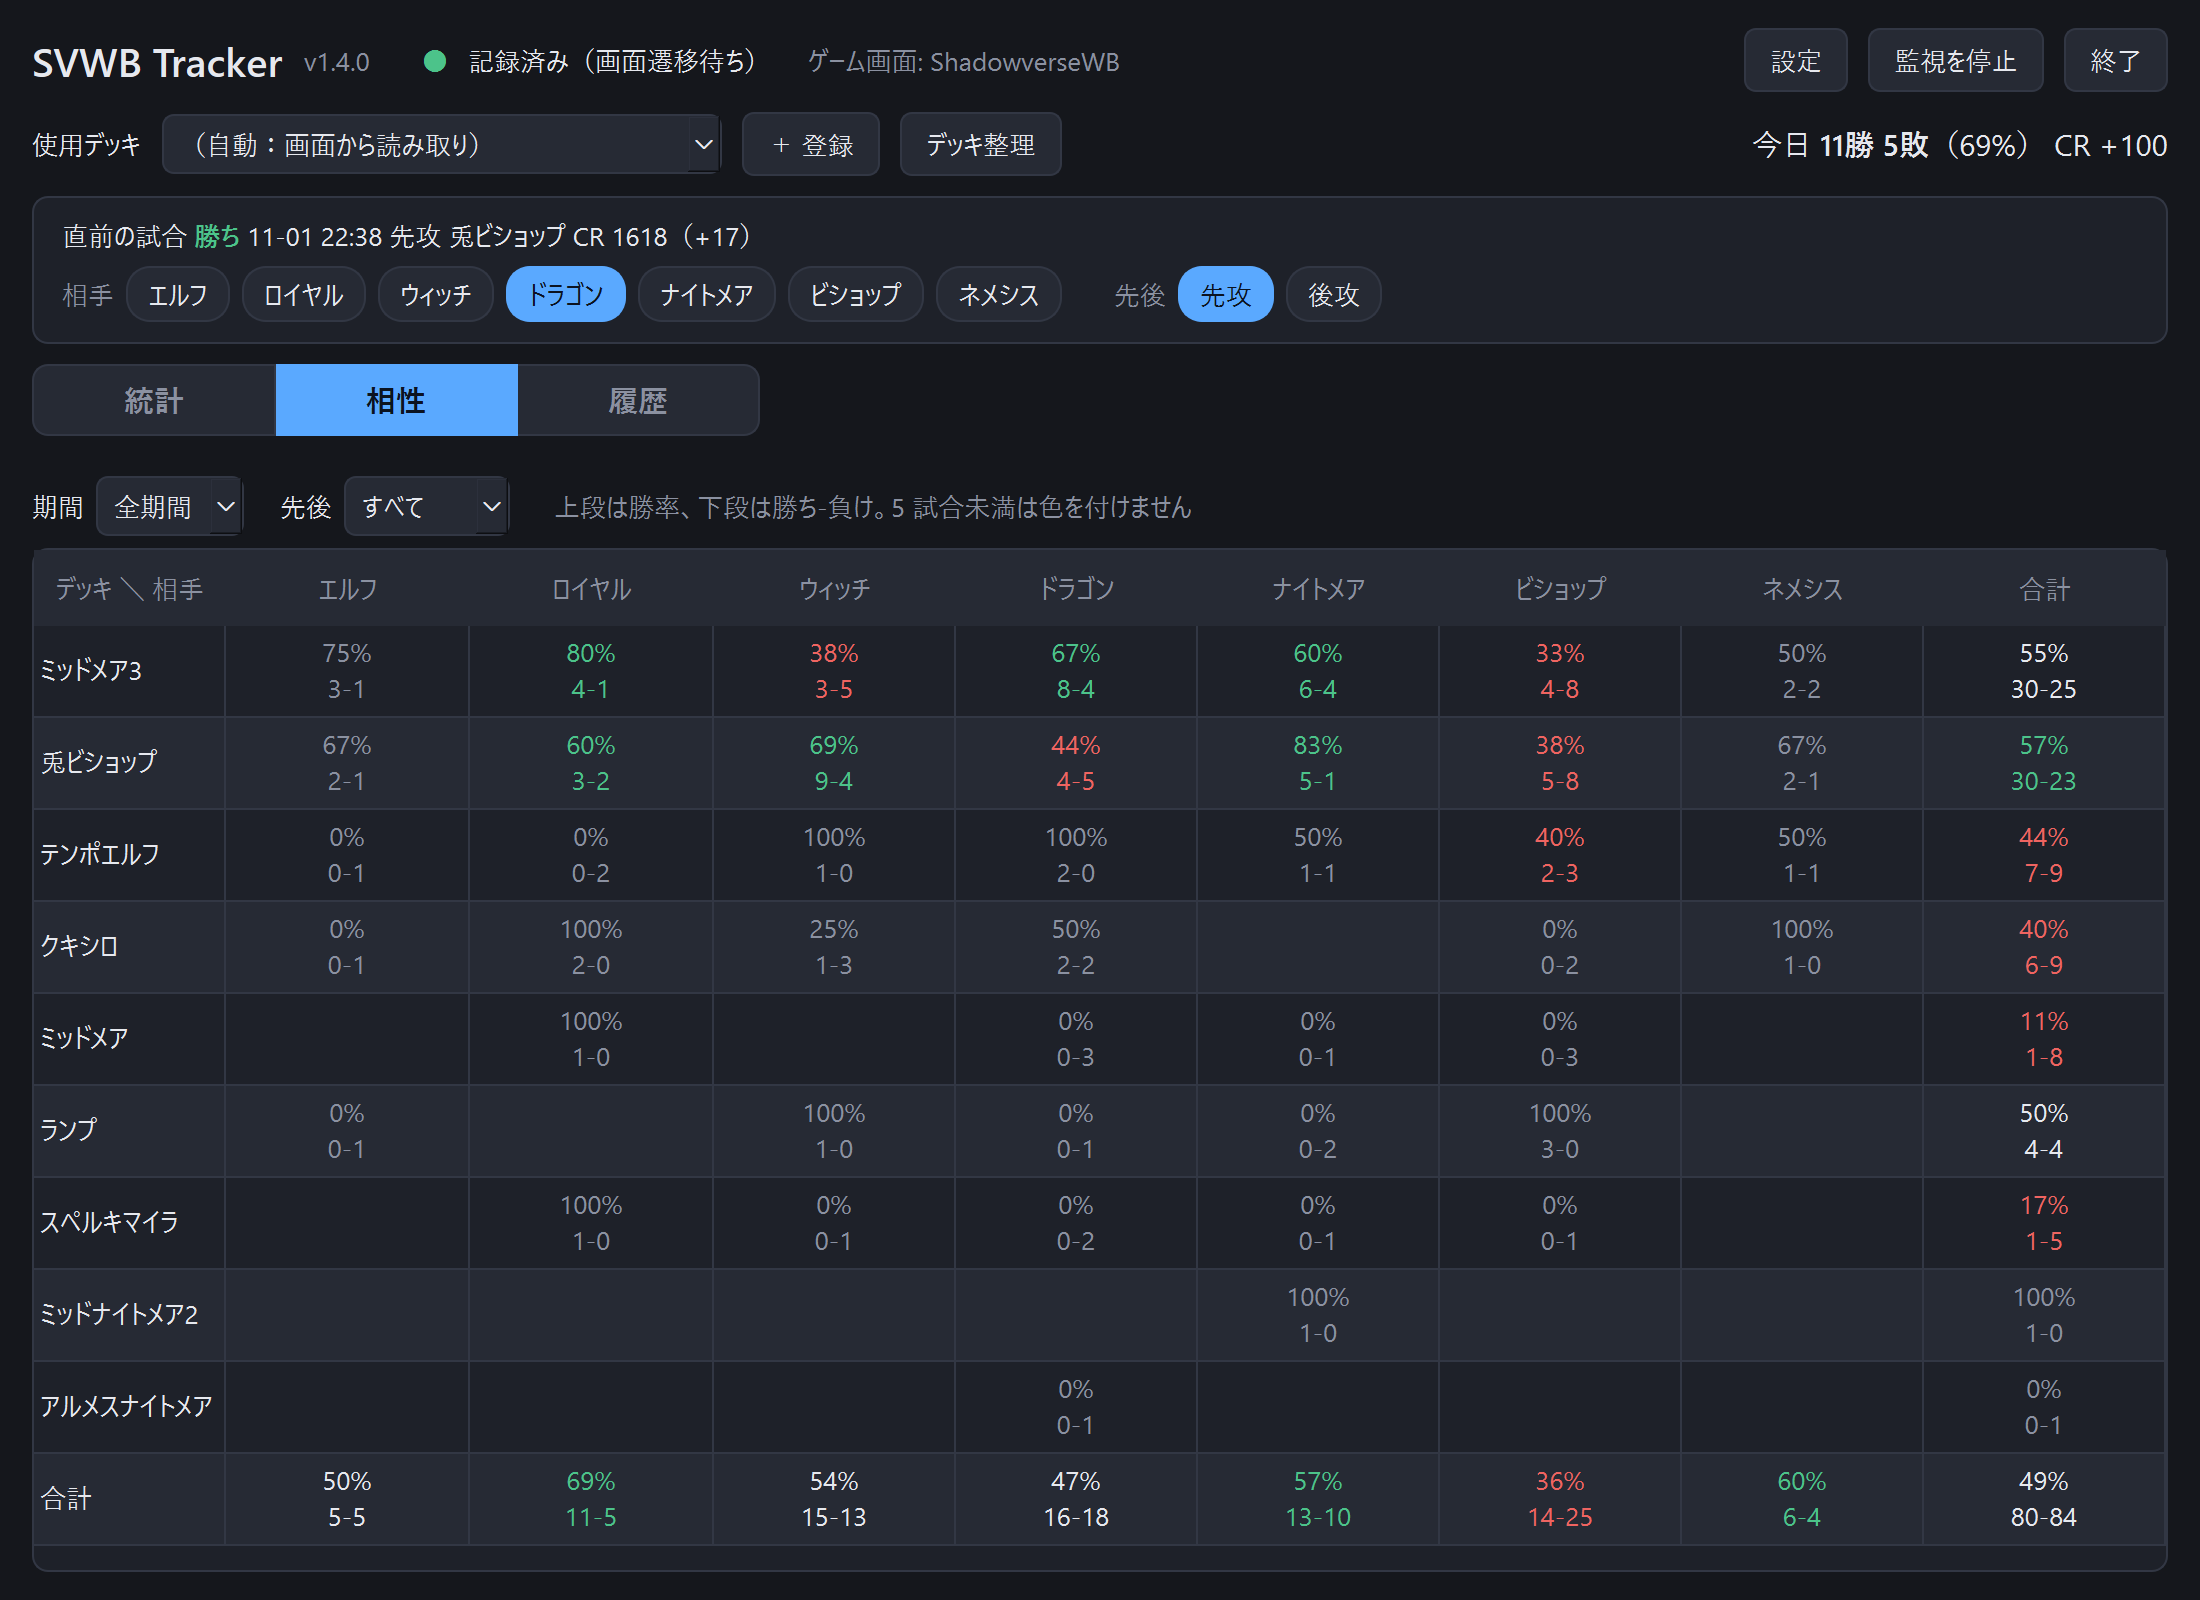 SVWB Tracker v1.4.0 記録済み（画面遷移待ち） ゲーム画面: ShadowverseWB 設定 監視を停止 終了
使用デッキ （自動：画面から読み取り） ＋ 登録 デッキ整理 今日 11勝 5敗（69%） CR +100
直前の試合 勝ち 11-01 22:38 先攻 兎ビショップ CR 1618（+17）
相手 エルフ ロイヤル ウィッチ ドラゴン ナイトメア ビショップ ネメシス 先後 先攻 後攻
統計 相性 履歴
期間 全期間 先後 すべて 上段は勝率、下段は勝ち-負け。5 試合未満は色を付けません
デッキ ＼ 相手 エルフ ロイヤル ウィッチ ドラゴン ナイトメア ビショップ ネメシス 合計
ミッドメア3
75% 80% 38% 67% 60% 33% 50% 55%
3-1 4-1 3-5 8-4 6-4 4-8 2-2 30-25
兎ビショップ
67% 60% 69% 44% 83% 38% 67% 57%
2-1 3-2 9-4 4-5 5-1 5-8 2-1 30-23
テンポエルフ
0% 0% 100% 100% 50% 40% 50% 44%
0-1 0-2 1-0 2-0 1-1 2-3 1-1 7-9
クキシロ
0% 100% 25% 50% 0% 100% 40%
0-1 2-0 1-3 2-2 0-2 1-0 6-9
ミッドメア
100% 0% 0% 0% 11%
1-0 0-3 0-1 0-3 1-8
ランプ
0% 100% 0% 0% 100% 50%
0-1 1-0 0-1 0-2 3-0 4-4
スペルキマイラ
100% 0% 0% 0% 0% 17%
1-0 0-1 0-2 0-1 0-1 1-5
ミッドナイトメア2
100% 100%
1-0 1-0
アルメスナイトメア
0% 0%
0-1 0-1
合計
50% 69% 54% 47% 57% 36% 60% 49%
5-5 11-5 15-13 16-18 13-10 14-25 6-4 80-84